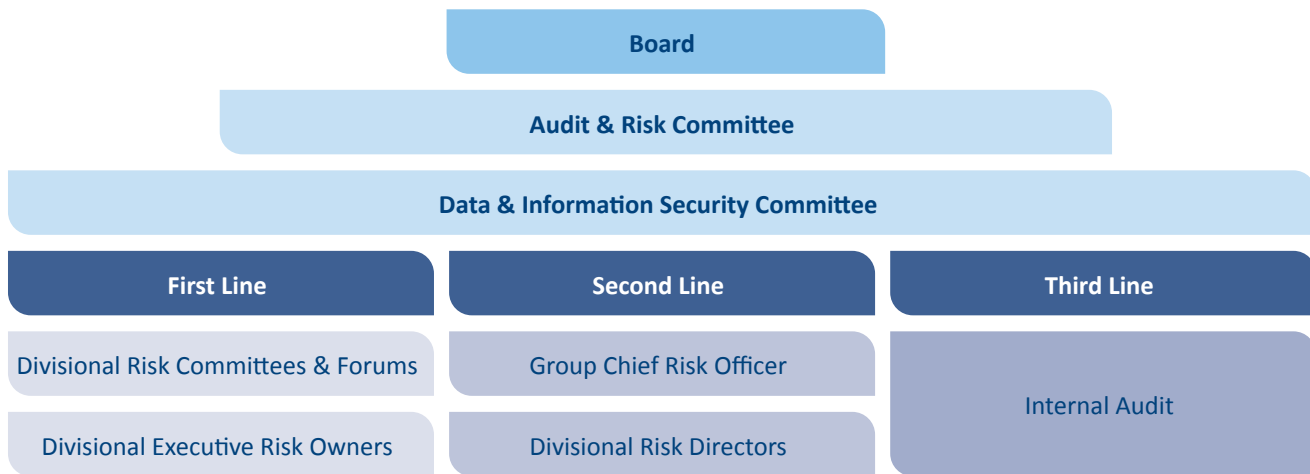 Board
Audit & Risk Committee
Data & Information Security Committee
First Line
Second Line
Third Line
Divisional Risk Committees & Forums
Group Chief Risk Officer
Internal Audit
Divisional Executive Risk Owners
Divisional Risk Directors